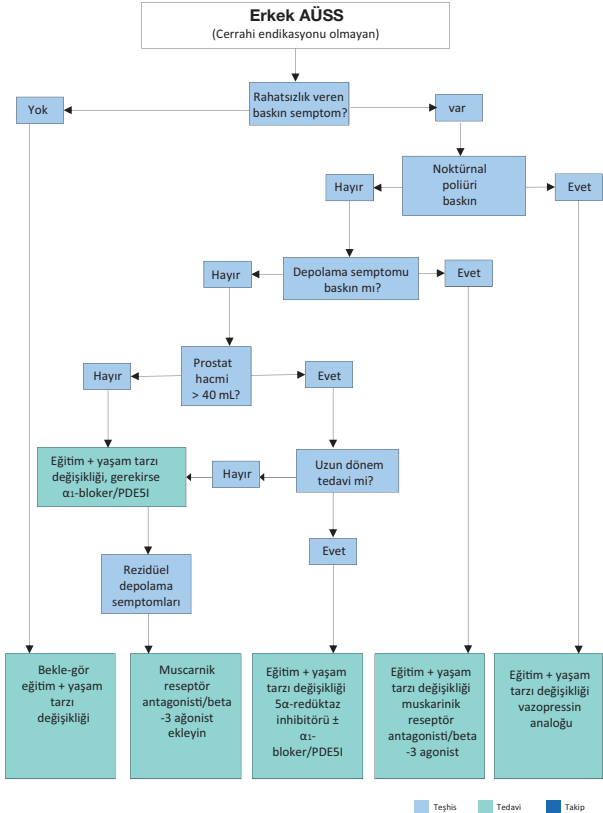 Erkek AÜSS
(Cerrahi endikasyonu olmayan)
Rahatsızlık veren
baskın semptom?
Yok
var
Noktürnal
poliüri
baskın
Hayır
Evet
Depolama semptomu
baskın mı?
Hayır
Evet
Prostat
hacmi
> 40 mL?
Hayır
Evet
Eğitim + yaşam tarzı
değişikliği, gerekirse
α1-bloker/PDE5I
Hayır
Uzun dönem
tedavi mi?
Evet
Rezidüel
depolama
semptomları
Bekle-gör
eğitim + yaşam
tarzı
değişikliği
Muscarnik
reseptör
antagonisti/beta
-3 ağonist
ekleyin
Eğitim + yaşam
tarzı değişikliği
5α-redüktaz
inhibitörü ±
α1-
bloker/PDE5I
Eğitim + yaşam
tarzı değişikliği
muskarinik
reseptör
antagonisti/beta
-3 agonist
Eğitim + yaşam
tarzı değişikliği
vazopressin
analoğu
Teşhis
Tedavi
Takip